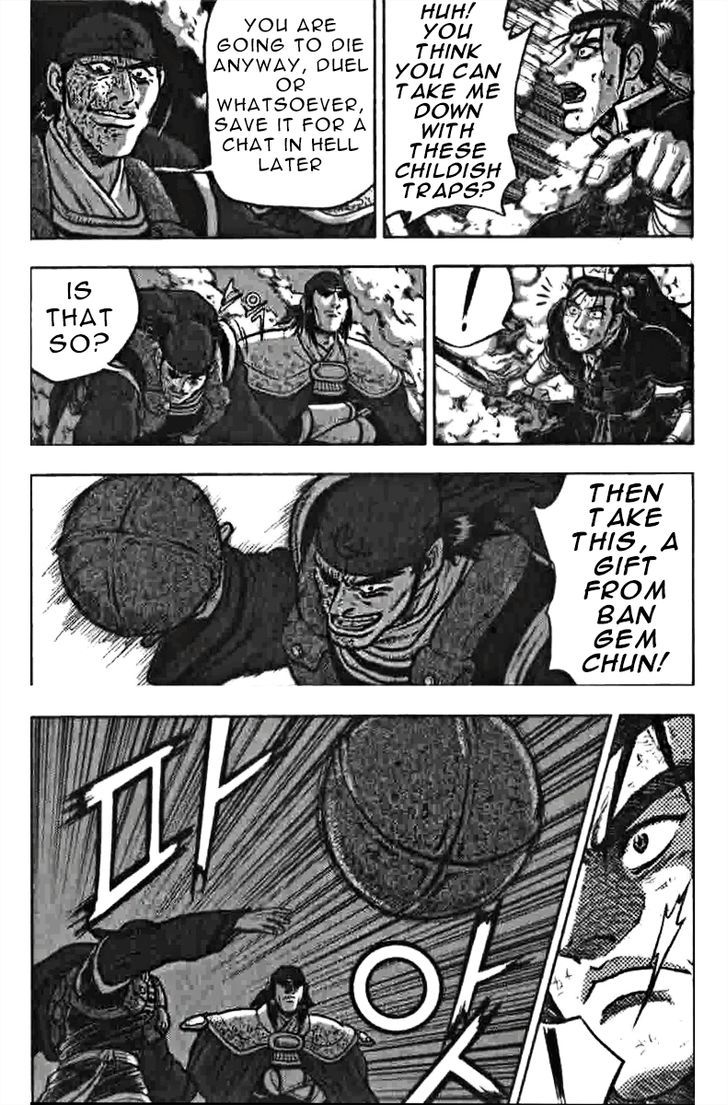 HUH!
YOU
THINK
YOU CAN
TAKE ME
DOWN
WITH
THESE
CHILDISH
TRAPS?
YOU ARE
GOING TO DIE
ANYWAY, DUEL
OR
WHATSOEVER,
SAVE IT FOR A
CHAT IN HELL
LATER
!
IS
THAT
SO?
THEN
TAKE
THIS, A
GIFT
FROM
BAN
GEM
CHUN!
파
앗
!